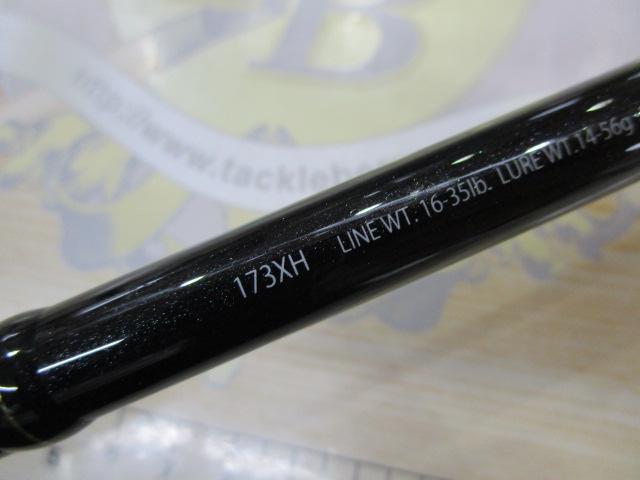 B
http://www.tackleb
173XH LINE WT. 16-35lb. LURE WT. 14-56g